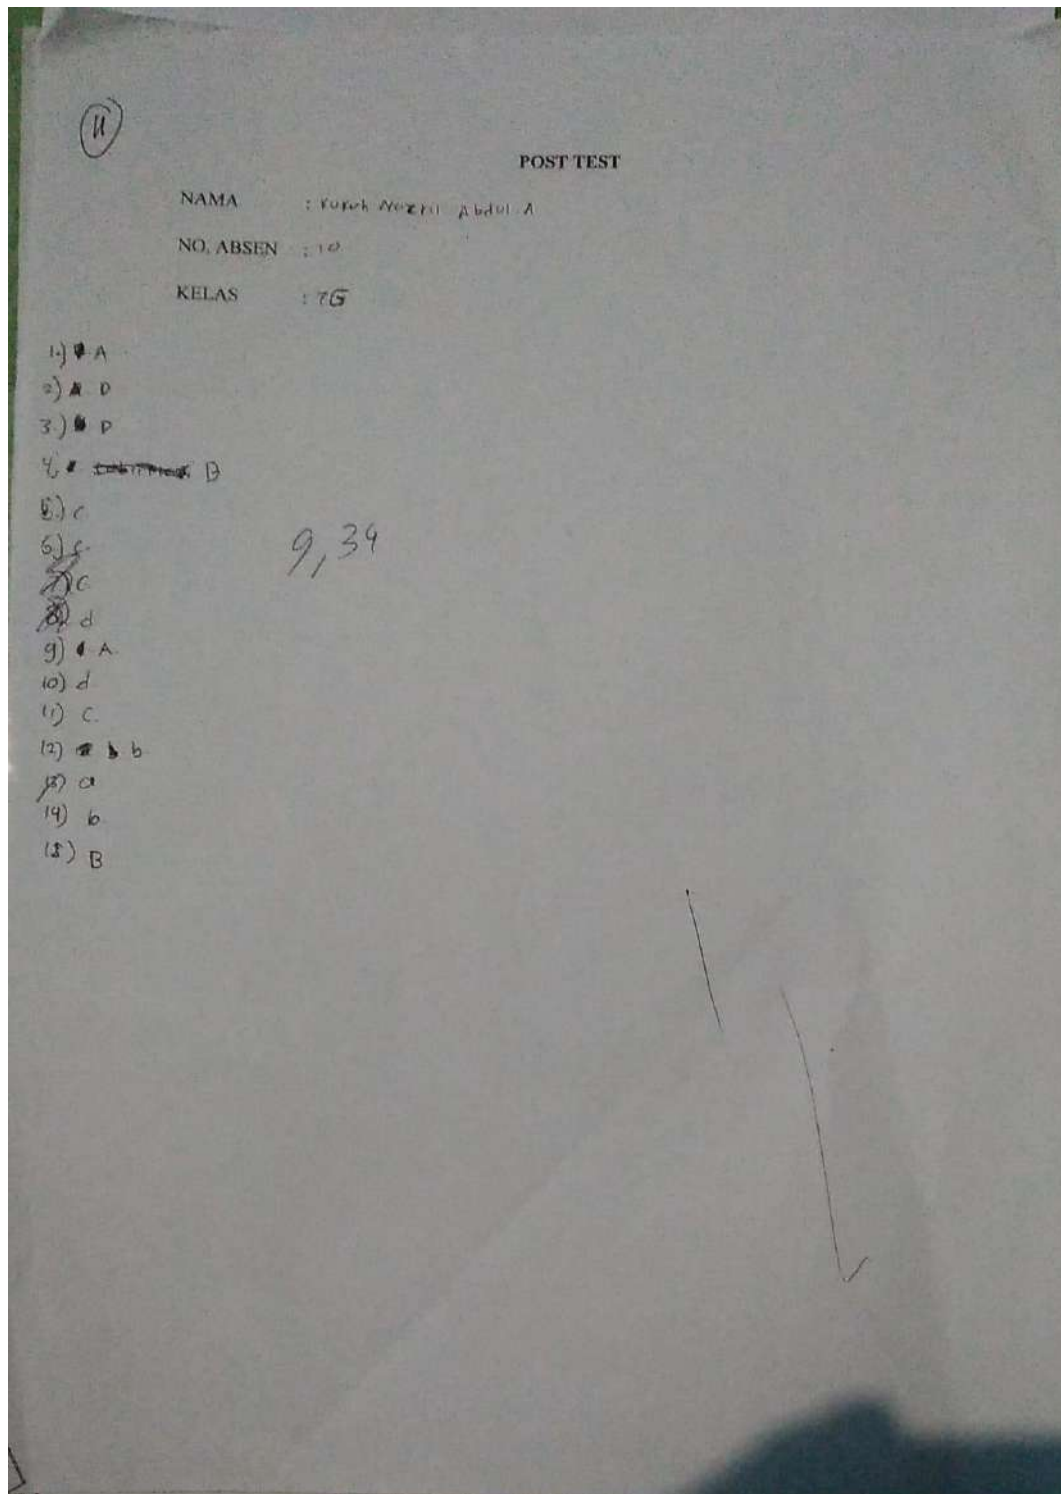 11
POST TEST
NAMA : Kukuh Nuzril Abdul A
NO. ABSEN : 10
KELAS : 7G
1.) A
2) D
3.) D
4. B
5.) c
6.) c
7) c
8) d
9) A.
10) d
11) c.
12) b
13) a
14) b
15) B
9,34